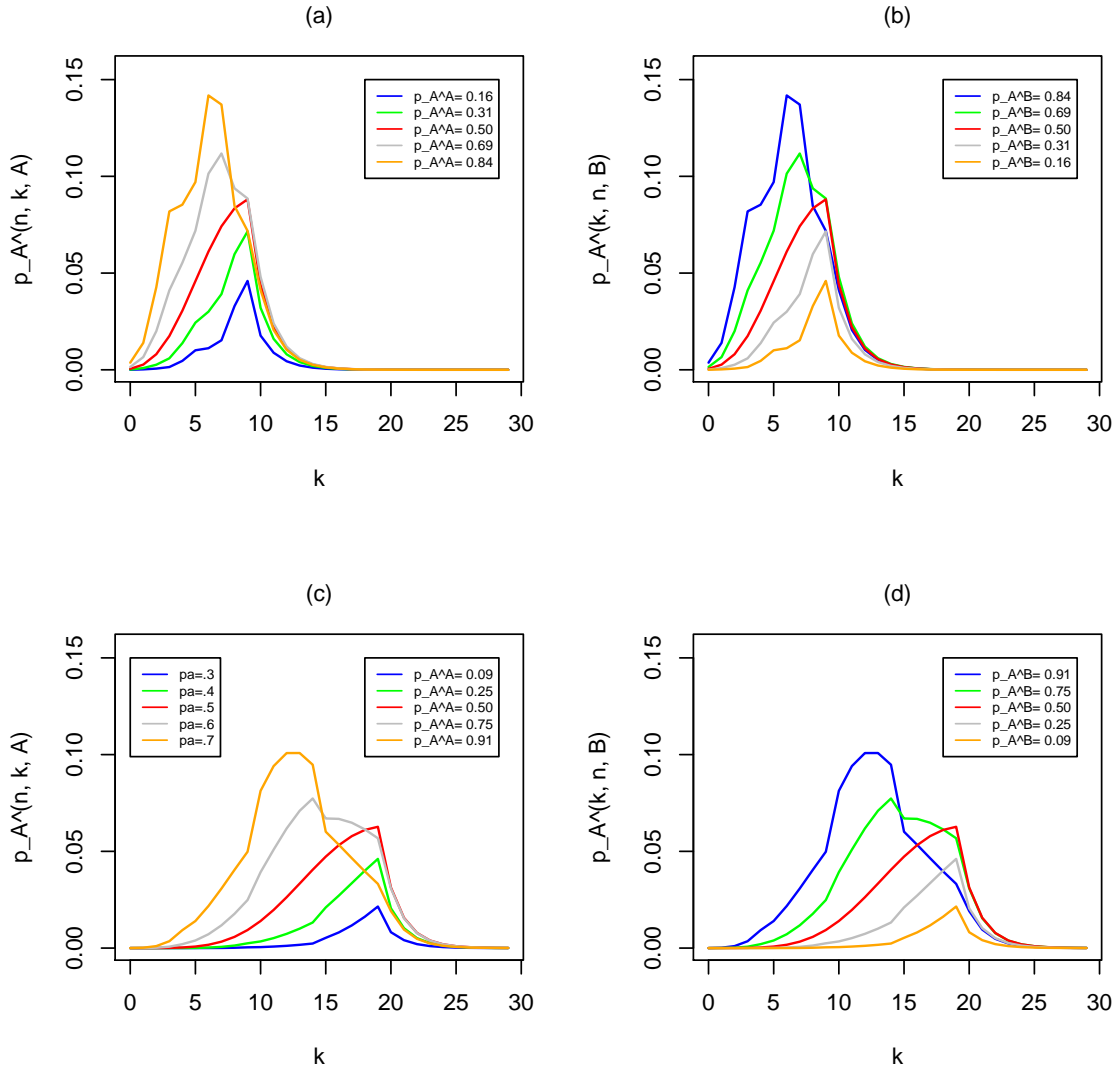 (a)
p_A^(n, k, A)
0.15
0.10
0.05
0.00
p_A^A= 0.16
p_A^A= 0.31
p_A^A= 0.50
p_A^A= 0.69
p_A^A= 0.84
0 5 10 15 20 25 30
k
(b)
p_A^(k, n, B)
0.15
0.10
0.05
0.00
p_A^B= 0.84
p_A^B= 0.69
p_A^B= 0.50
p_A^B= 0.31
p_A^B= 0.16
0 5 10 15 20 25 30
k
(c)
p_A^(n, k, A)
0.15
0.10
0.05
0.00
pa=.3
pa=.4
pa=.5
pa=.6
pa=.7
p_A^A= 0.09
p_A^A= 0.25
p_A^A= 0.50
p_A^A= 0.75
p_A^A= 0.91
0 5 10 15 20 25 30
k
(d)
p_A^(k, n, B)
0.15
0.10
0.05
0.00
p_A^B= 0.91
p_A^B= 0.75
p_A^B= 0.50
p_A^B= 0.25
p_A^B= 0.09
0 5 10 15 20 25 30
k